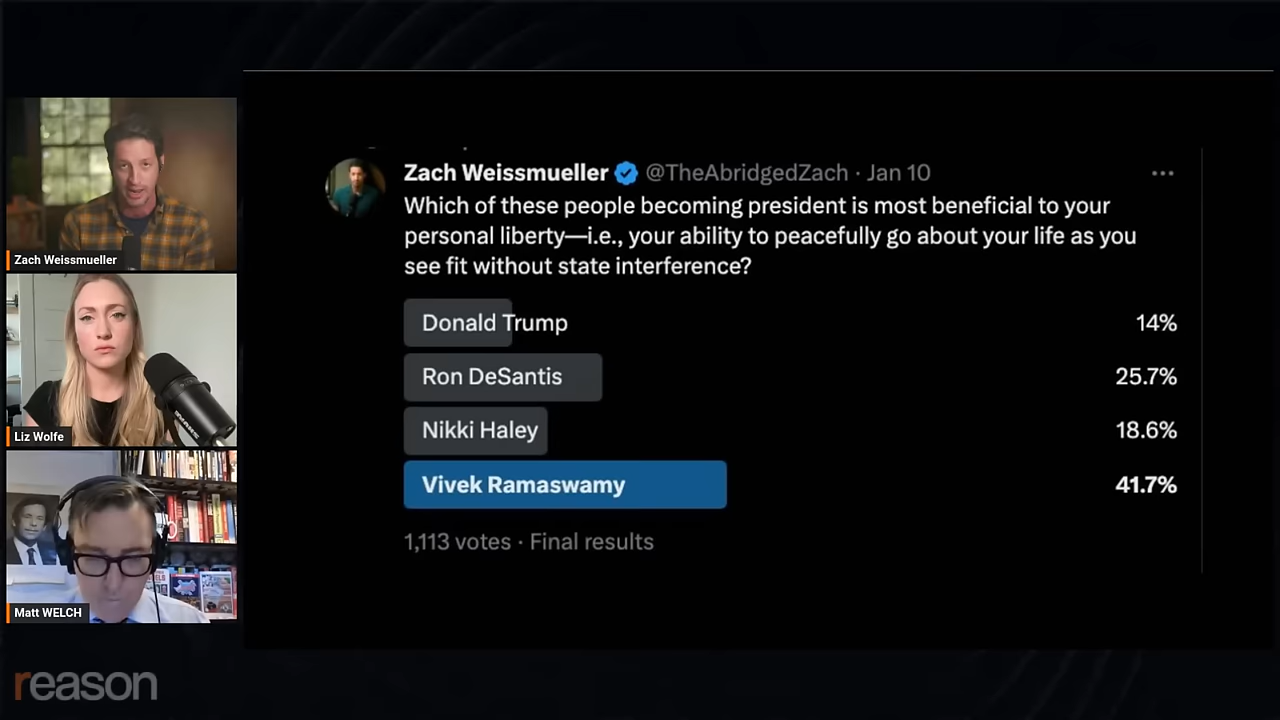 Zach Weissmueller @TheAbridgedZach · Jan 10 ...
Which of these people becoming president is most beneficial to your
personal liberty—i.e., your ability to peacefully go about your life as you
see fit without state interference?
Donald Trump 14%
Ron DeSantis 25.7%
Nikki Haley 18.6%
Vivek Ramaswamy 41.7%
1,113 votes · Final results
Zach Weissmueller
Liz Wolfe
Matt WELCH
reason